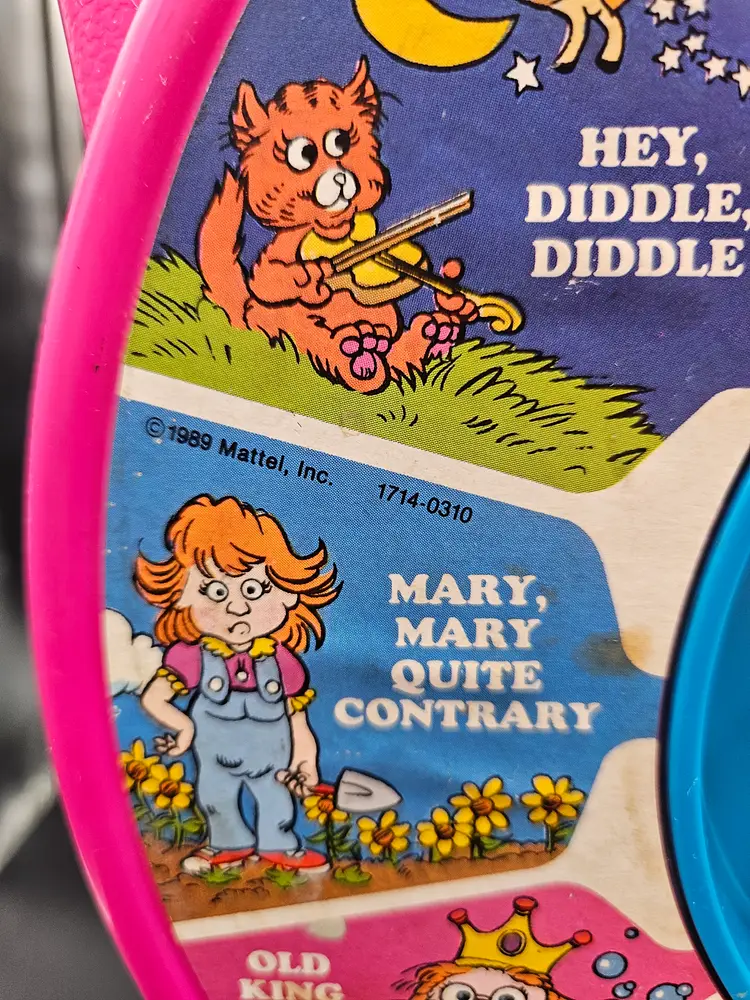 HEY,
DIDDLE,
DIDDLE
©1989 Mattel, Inc. 1714-0310
MARY,
MARY
QUITE
CONTRARY
OLD
KING